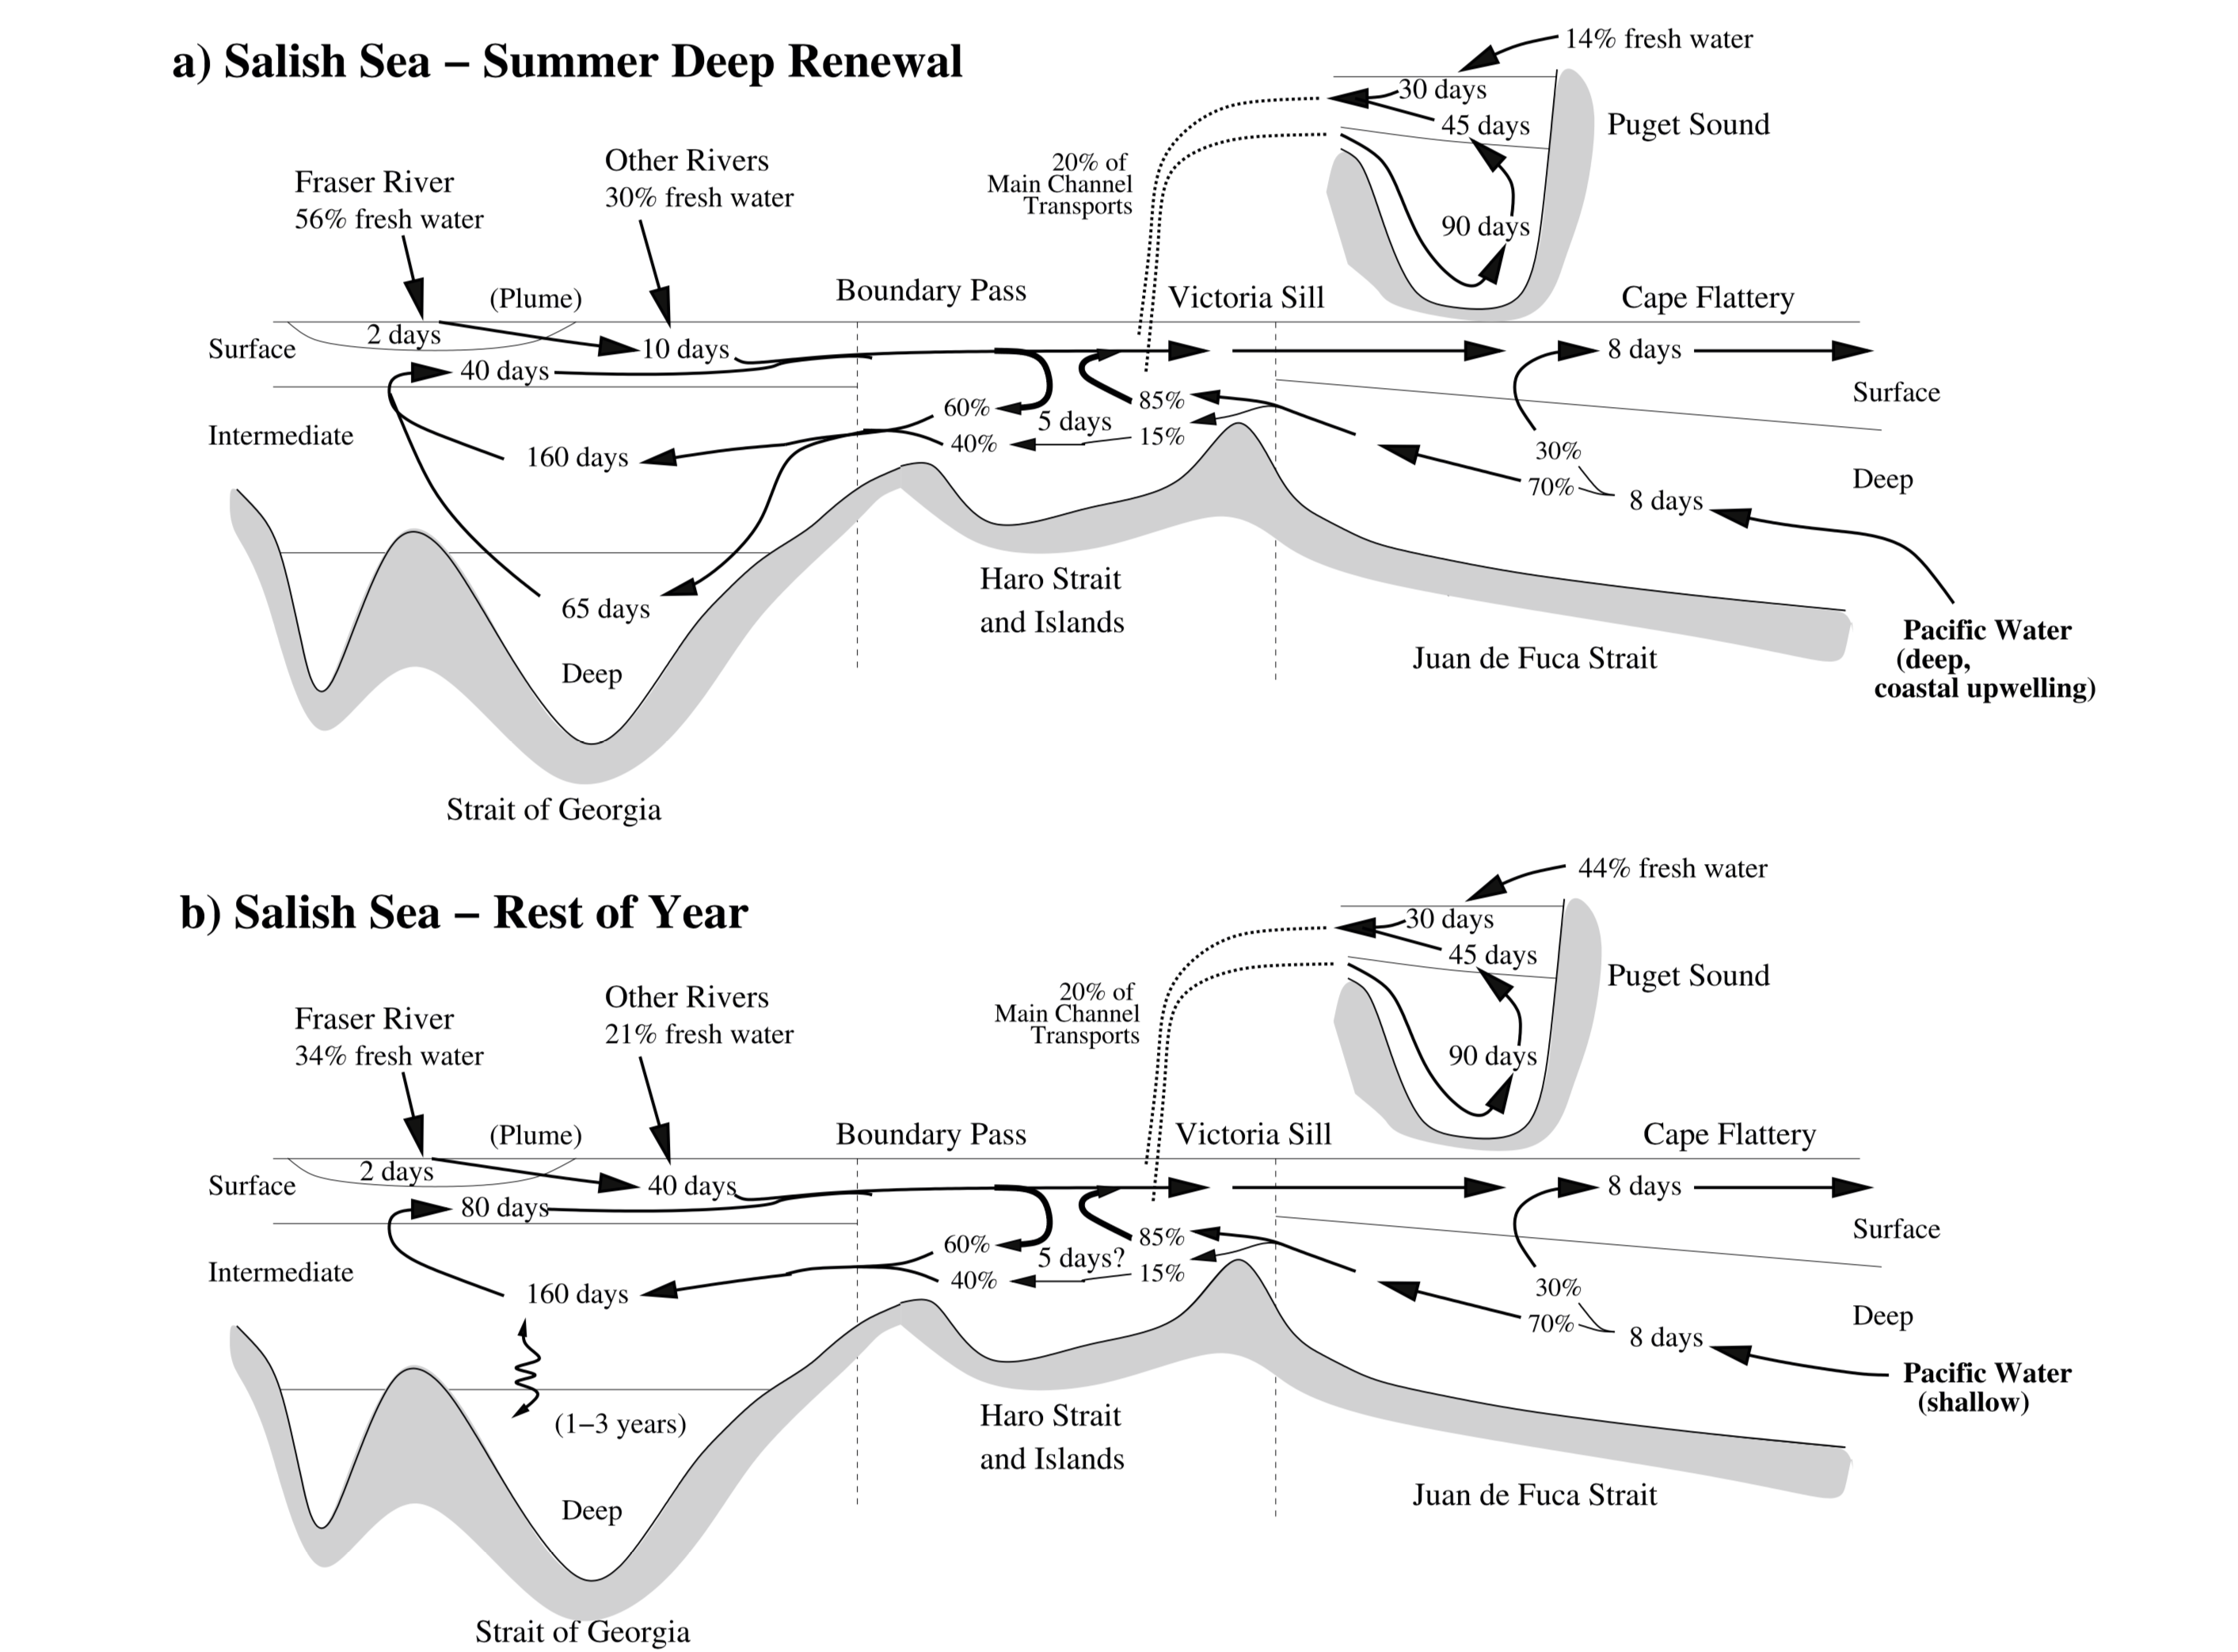 a) Salish Sea – Summer Deep Renewal
14% fresh water
30 days
45 days
Puget Sound
90 days
Other Rivers
30% fresh water
Fraser River
56% fresh water
20% of
Main Channel
Transports
(Plume)
Boundary Pass
Victoria Sill
Cape Flattery
2 days
Surface
10 days
8 days
40 days
Surface
60%
85%
5 days
Intermediate
40%
15%
160 days
30%
70%
8 days
Deep
Haro Strait
and Islands
65 days
Deep
Juan de Fuca Strait
Pacific Water
(deep,
coastal upwelling)
Strait of Georgia
b) Salish Sea – Rest of Year
44% fresh water
30 days
45 days
Puget Sound
90 days
Other Rivers
21% fresh water
Fraser River
34% fresh water
20% of
Main Channel
Transports
(Plume)
Boundary Pass
Victoria Sill
Cape Flattery
2 days
Surface
40 days
8 days
80 days
Surface
60%
85%
5 days?
Intermediate
40%
15%
160 days
30%
70%
8 days
Deep
Pacific Water
(shallow)
(1–3 years)
Haro Strait
and Islands
Deep
Juan de Fuca Strait
Strait of Georgia